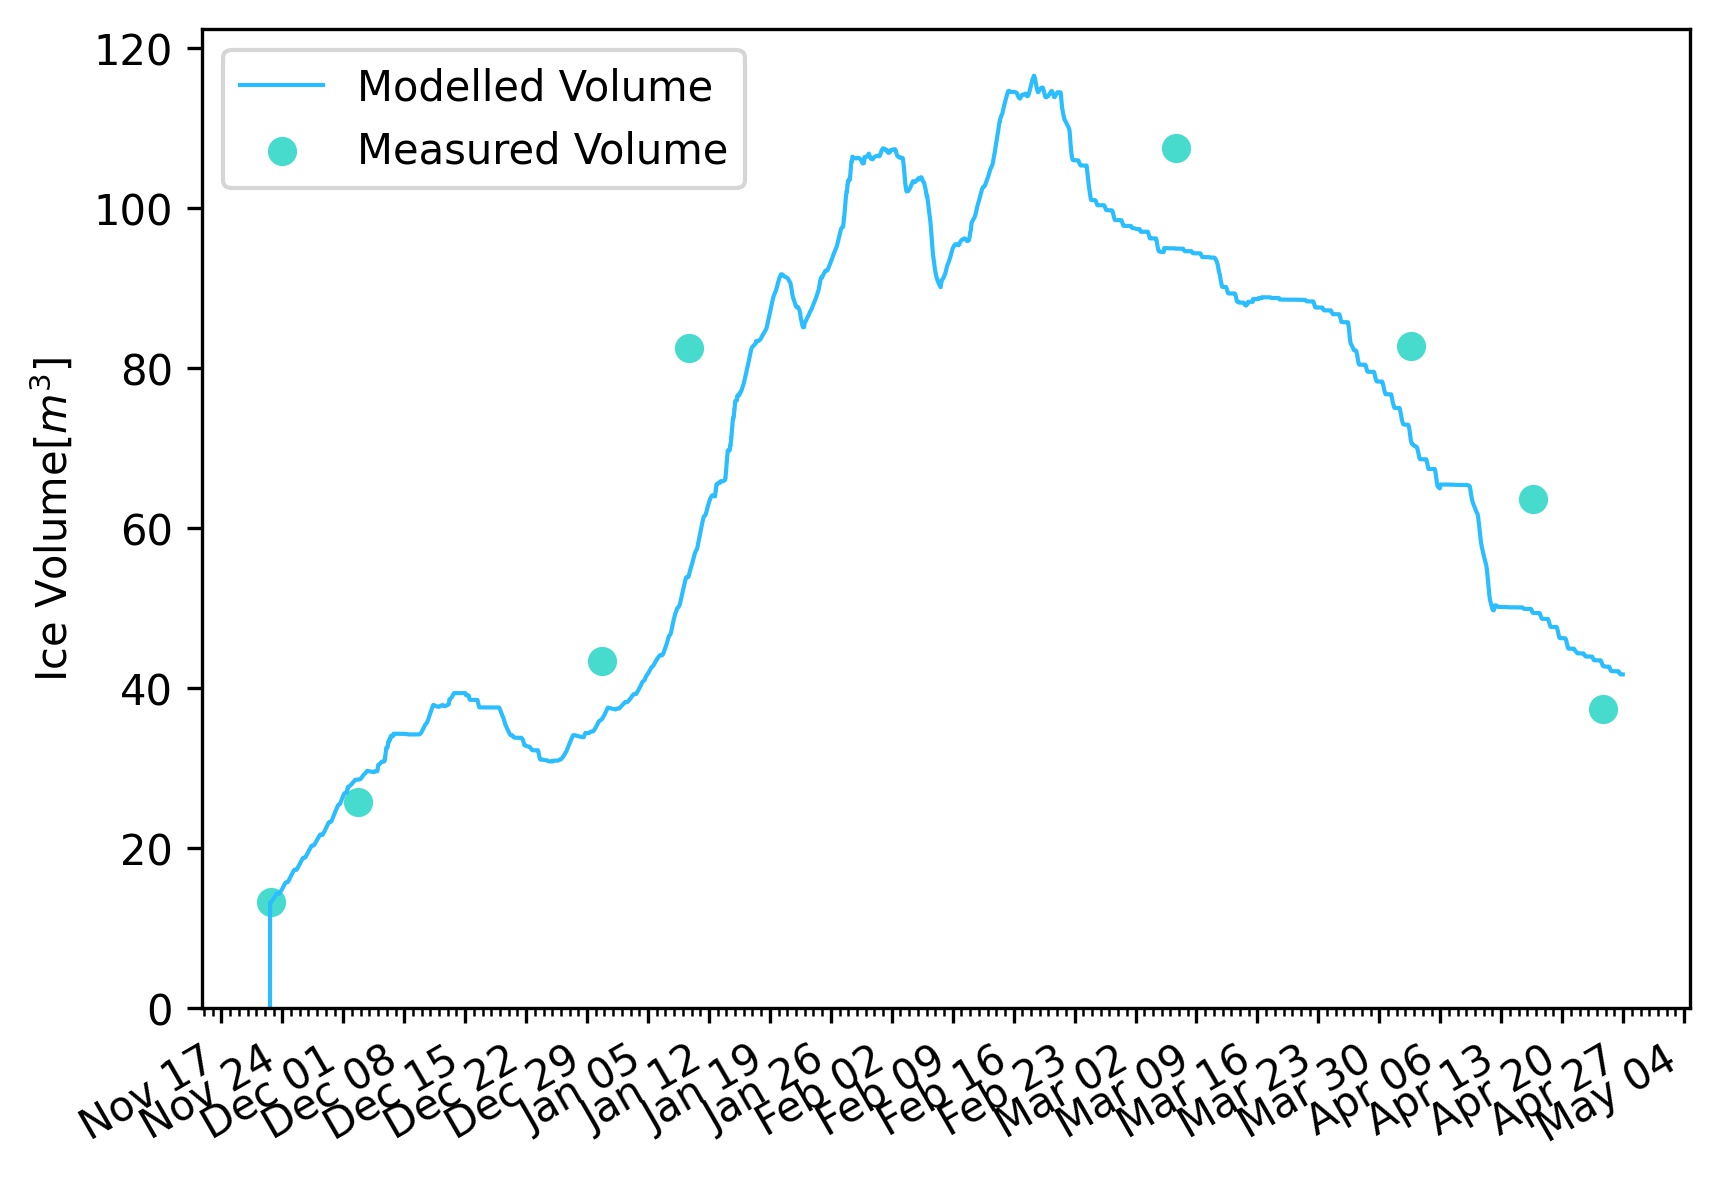 120
100
80
60
40
20
0
Ice Volume[m³]
Modelled Volume
Measured Volume
Nov 17
Nov 24
Dec 01
Dec 08
Dec 15
Dec 22
Dec 29
Jan 05
Jan 12
Jan 19
Jan 26
Feb 02
Feb 09
Feb 16
Feb 23
Mar 02
Mar 09
Mar 16
Mar 23
Mar 30
Apr 06
Apr 13
Apr 20
Apr 27
May 04